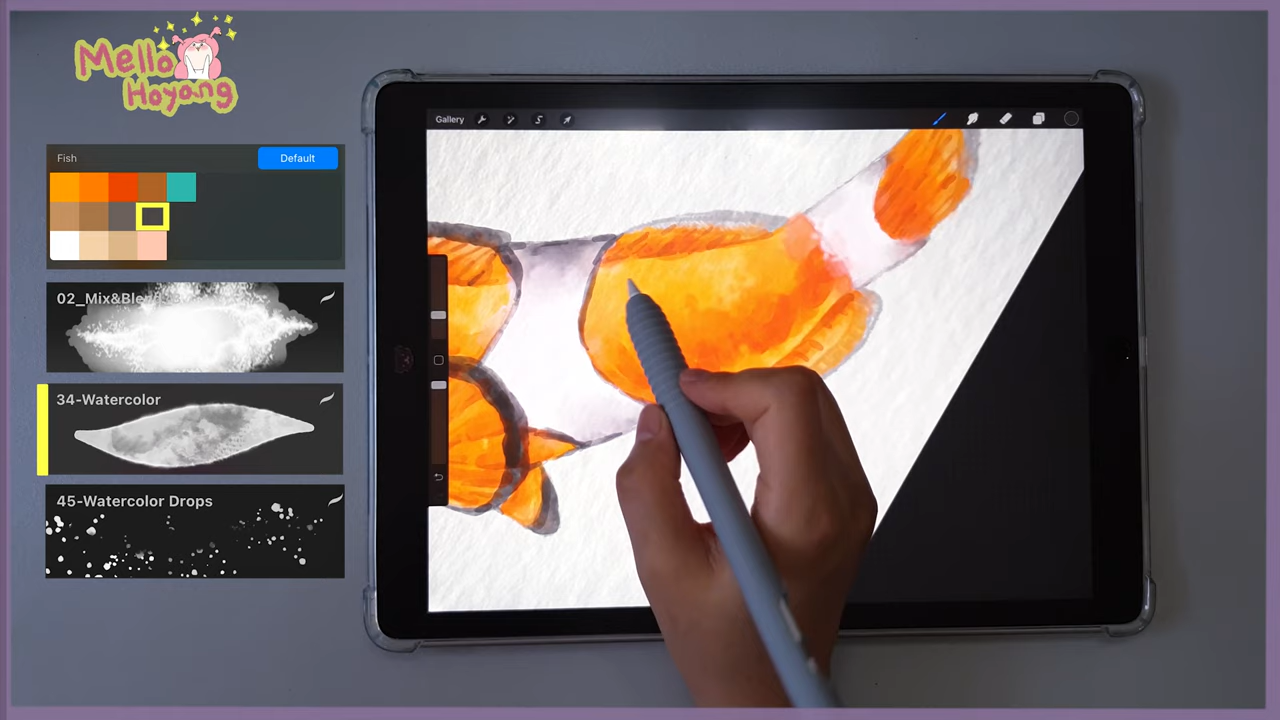 Mello
Hoyang
Fish
Default
02_Mix&Blend
34-Watercolor
45-Watercolor Drops
Gallery